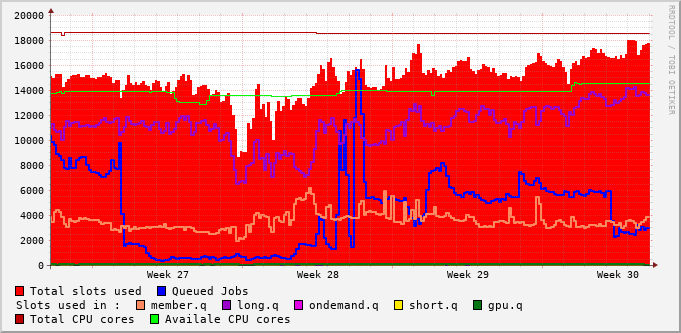 20000
18000
16000
14000
12000
10000
8000
6000
4000
2000
0
Week 27 Week 28 Week 29 Week 30
RRDTOOL / TOBI OETIKER
Total slots used Queued Jobs
Slots used in : member.q long.q ondemand.q short.q gpu.q
Total CPU cores Availale CPU cores